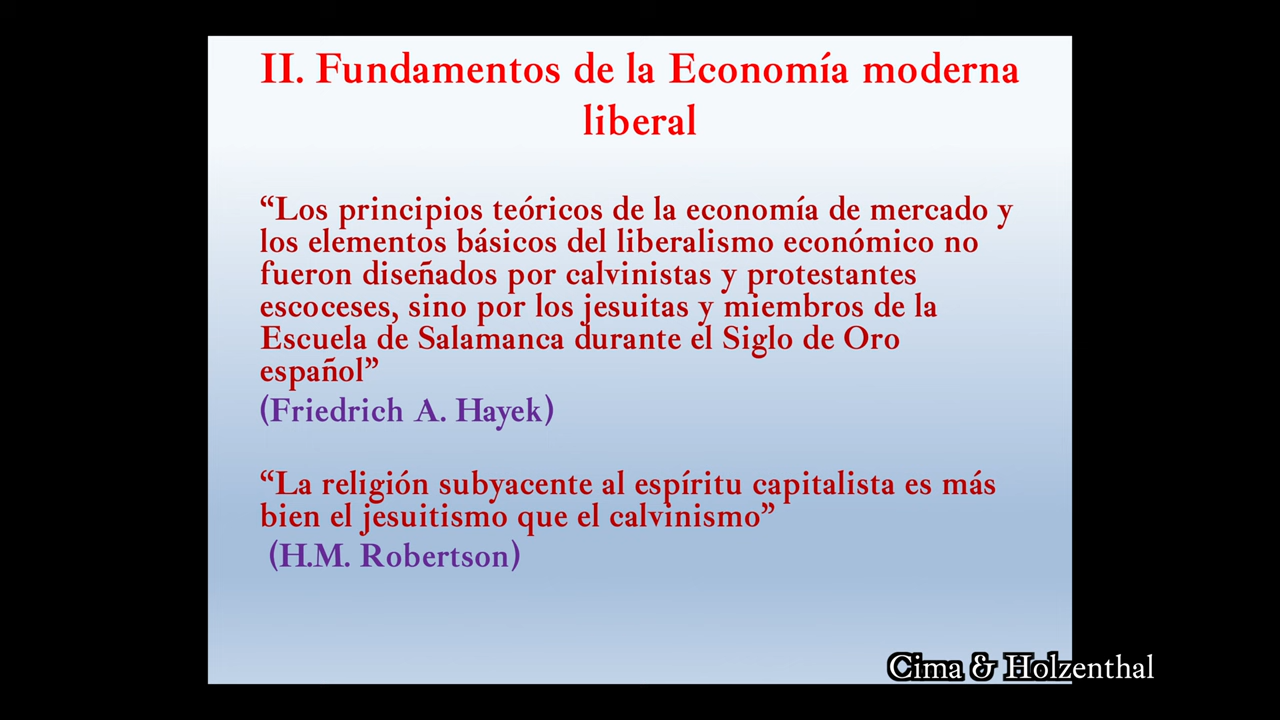 II. Fundamentos de la Economía moderna
liberal
“Los principios teóricos de la economía de mercado y
los elementos básicos del liberalismo económico no
fueron diseñados por calvinistas y protestantes
escoceses, sino por los jesuitas y miembros de la
Escuela de Salamanca durante el Siglo de Oro
español”
(Friedrich A. Hayek)
“La religión subyacente al espíritu capitalista es más
bien el jesuitismo que el calvinismo”
(H.M. Robertson)
Cima & Holzenthal